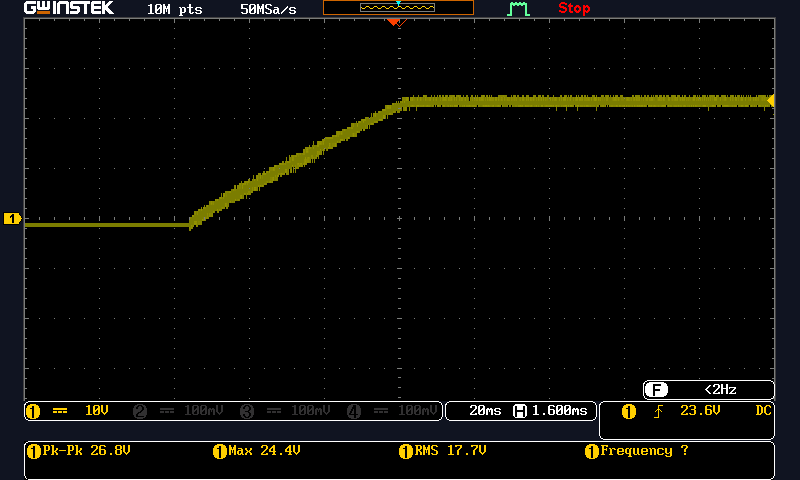 GWINSTEK 10M pts 50MSa/s Stop
1
F <2Hz
1 10V 2 100mV 3 100mV 4 100mV 20ms H 1.600ms 1 23.6V DC
1 Pk-Pk 26.8V 1 Max 24.4V 1 RMS 17.7V 1 Frequency ?